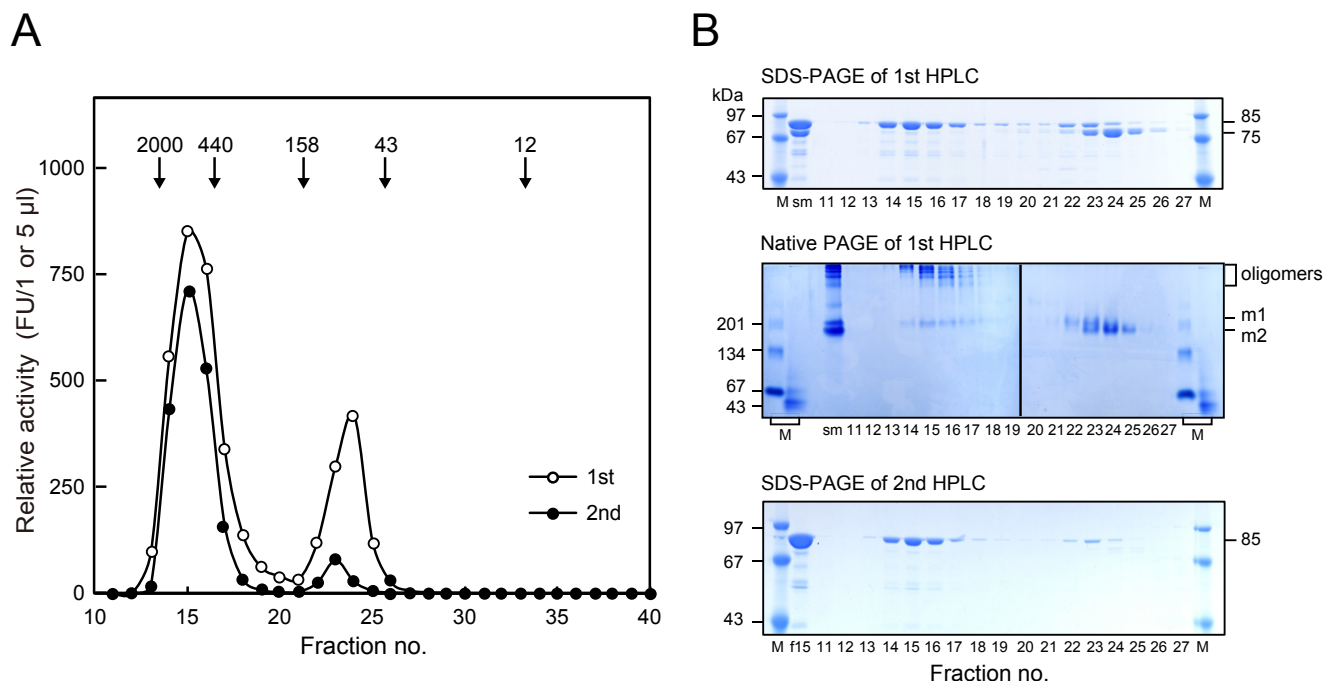 A
Relative activity (FU/1 or 5 µl)
1000
750
500
250
0
2000 440 158 43 12
1st
2nd
10 15 20 25 30 35 40
Fraction no.
B
SDS-PAGE of 1st HPLC
kDa
97
67
43
85
75
M sm 11 12 13 14 15 16 17 18 19 20 21 22 23 24 25 26 27 M
Native PAGE of 1st HPLC
201
134
67
43
oligomers
m1
m2
M sm 11 12 13 14 15 16 17 18 19 20 21 22 23 24 25 26 27 M
SDS-PAGE of 2nd HPLC
97
67
43
85
M f15 11 12 13 14 15 16 17 18 19 20 21 22 23 24 25 26 27 M
Fraction no.